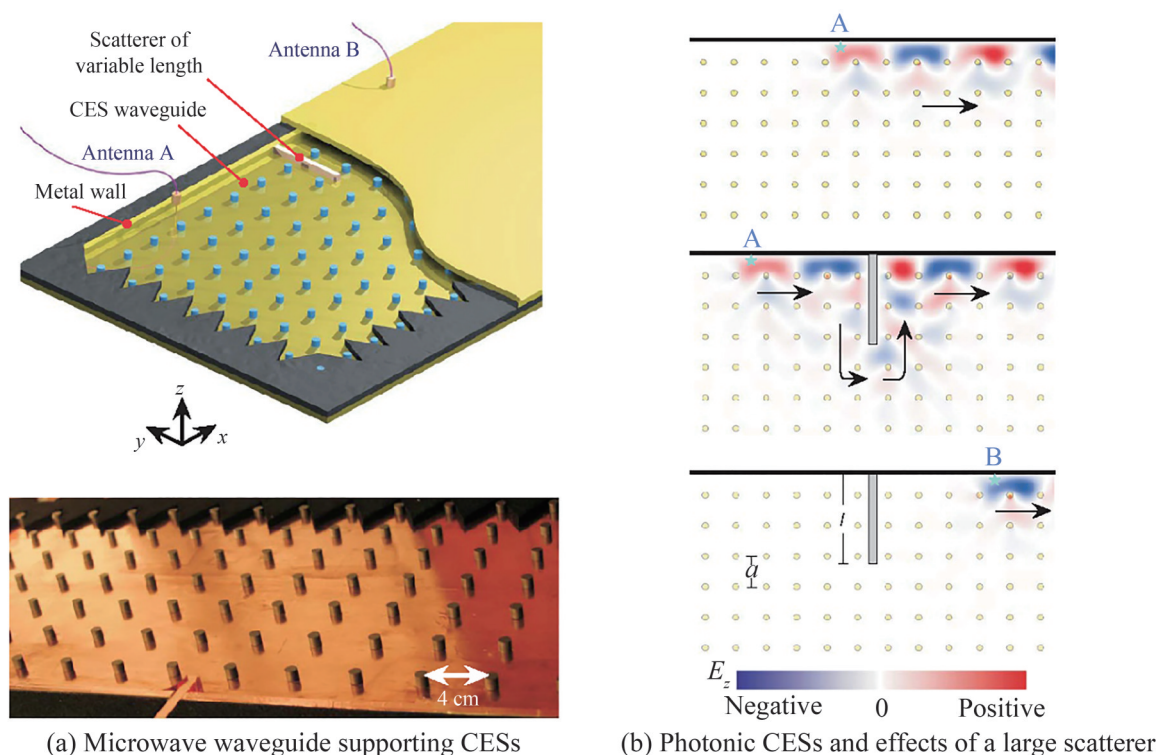 Scatterer of
variable length
CES waveguide
Antenna A
Metal wall
Antenna B
z
y
x
4 cm
(a) Microwave waveguide supporting CESs
A
A
B
l
a
E_z
Negative
0
Positive
(b) Photonic CESs and effects of a large scatterer